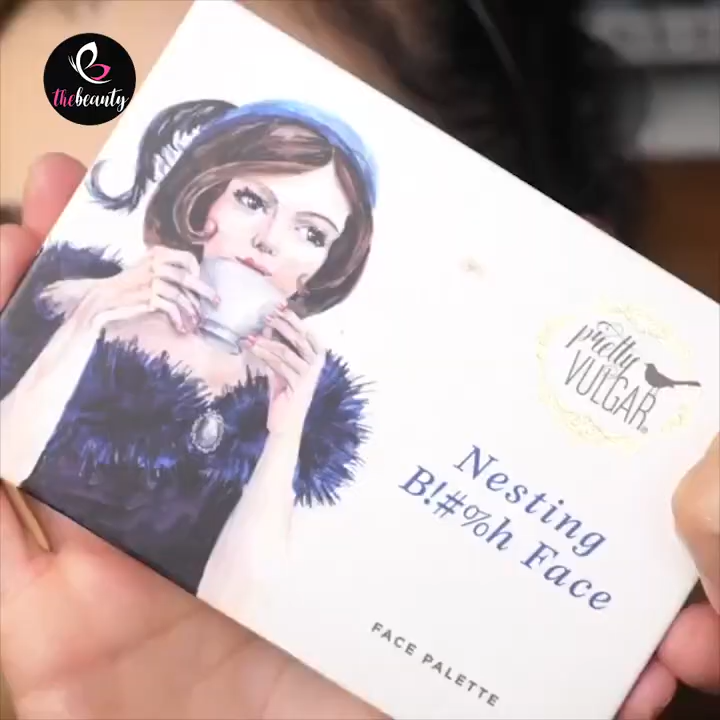 thebeauty
pretty
VULGAR
Nesting
B!#%h Face
FACE PALETTE